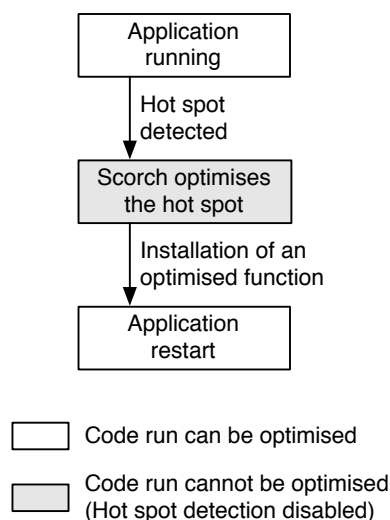 Application
running
Hot spot
detected
Scorch optimises
the hot spot
Installation of an
optimised function
Application
restart
Code run can be optimised
Code run cannot be optimised
(Hot spot detection disabled)